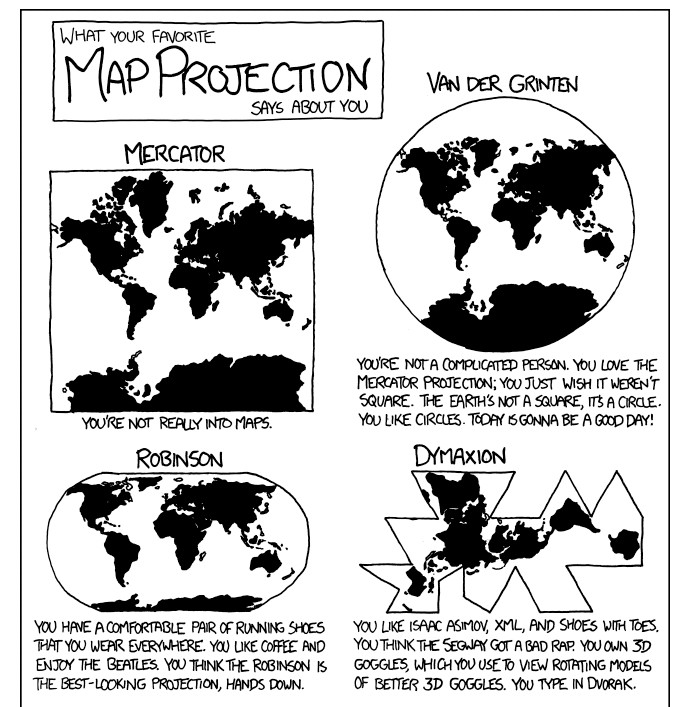 WHAT YOUR FAVORITE
MAP PROJECTION
SAYS ABOUT YOU
MERCATOR
YOU'RE NOT REALLY INTO MAPS.
VAN DER GRINTEN
YOU'RE NOT A COMPLICATED PERSON. YOU LOVE THE
MERCATOR PROJECTION; YOU JUST WISH IT WEREN'T
SQUARE. THE EARTH'S NOT A SQUARE, IT'S A CIRCLE.
YOU LIKE CIRCLES. TODAY IS GONNA BE A GOOD DAY!
ROBINSON
YOU HAVE A COMFORTABLE PAIR OF RUNNING SHOES
THAT YOU WEAR EVERYWHERE. YOU LIKE COFFEE AND
ENJOY THE BEATLES. YOU THINK THE ROBINSON IS
THE BEST-LOOKING PROJECTION, HANDS DOWN.
DYMAXION
YOU LIKE ISAAC ASIMOV, XML, AND SHOES WITH TOES.
YOU THINK THE SEGWAY GOT A BAD RAP. YOU OWN 3D
GOGGLES, WHICH YOU USE TO VIEW ROTATING MODELS
OF BETTER 3D GOGGLES. YOU TYPE IN DVORAK.